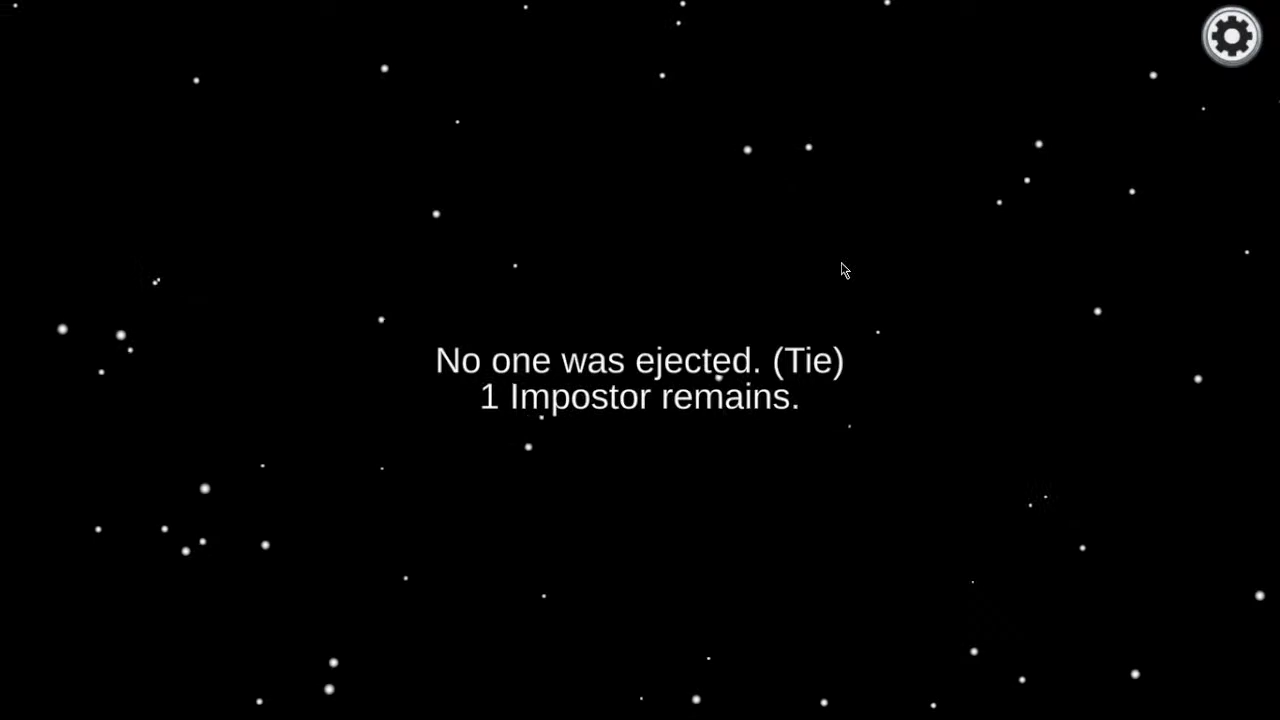 No one was ejected. (Tie)
1 Impostor remains.